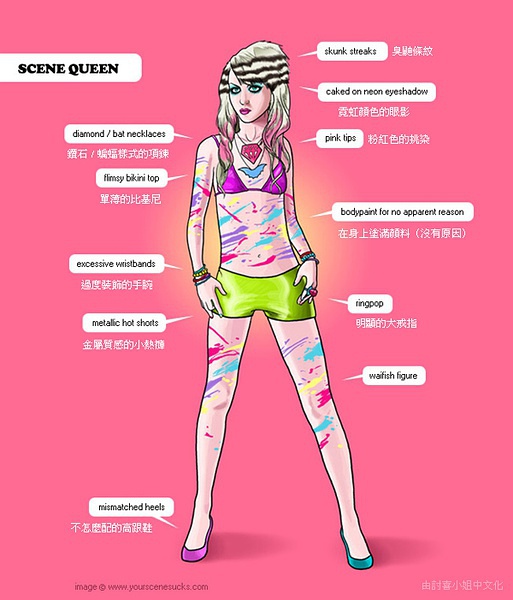 SCENE QUEEN
skunk streaks 臭鼬條紋
caked on neon eyeshadow
霓虹顏色的眼影
diamond / bat necklaces
鑽石 / 蝙蝠樣式的項鍊
pink tips 粉紅色的挑染
flimsy bikini top
單薄的比基尼
bodypaint for no apparent reason
在身上塗滿顏料（沒有原因）
excessive wristbands
過度裝飾的手腕
ringpop
明顯的大戒指
metallic hot shorts
金屬質感的小熱褲
waifish figure
mismatched heels
不怎麼配的高跟鞋
image © www.yourscenesucks.com
由討喜小姐中文化